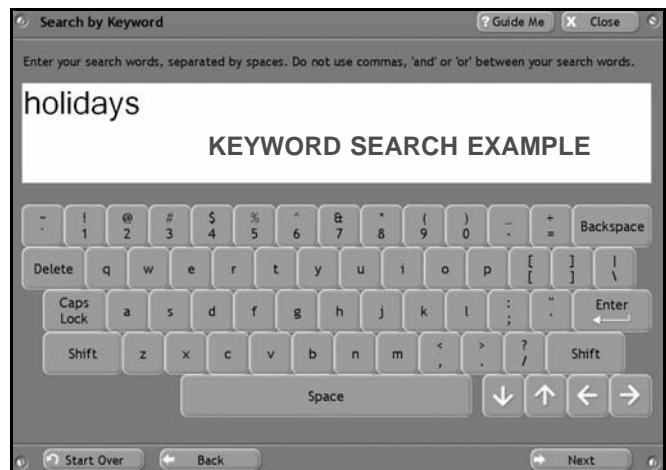 Search by Keyword ? Guide Me X Close
Enter your search words, separated by spaces. Do not use commas, 'and' or 'or' between your search words.
holidays
KEYWORD SEARCH EXAMPLE
~ ! @ # $ % ^ & * ( ) _ +
` 1 2 3 4 5 6 7 8 9 0 - = Backspace
Delete q w e r t y u i o p { [ } ] | \
Caps Lock a s d f g h j k l : ; " ' Enter
Shift z x c v b n m < , > . ? / Shift
Space
Start Over Back Next